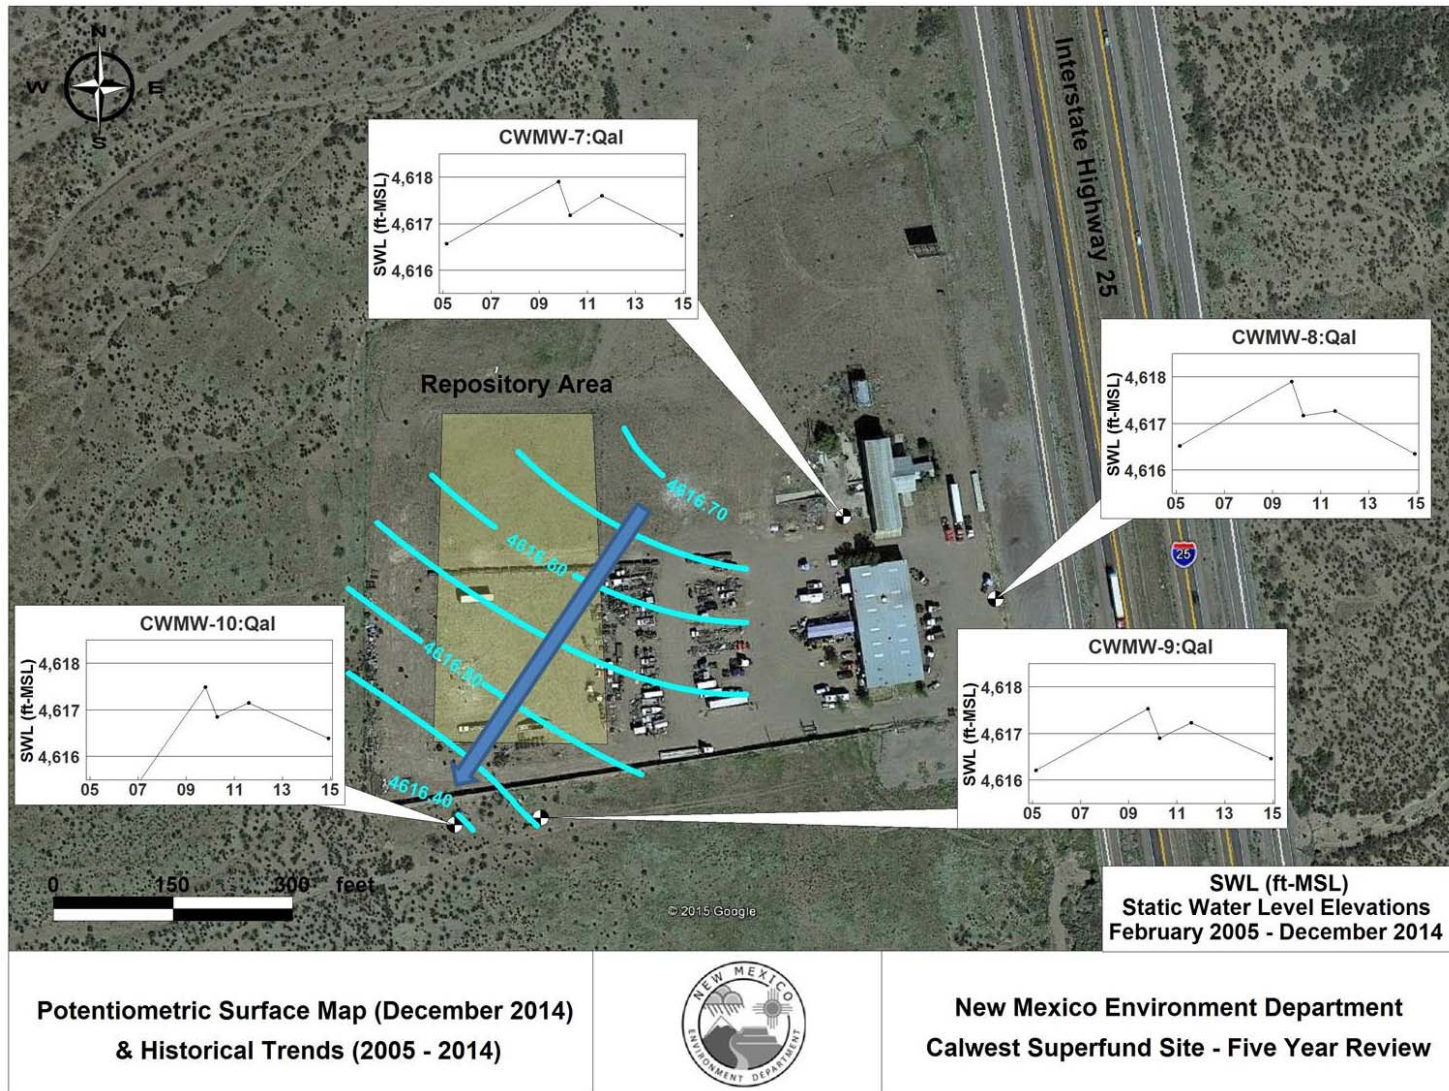 N
W E
S
Interstate Highway 25
CWMW-7:Qal
SWL (ft-MSL)
4,618
4,617
4,616
05 07 09 11 13 15
CWMW-8:Qal
SWL (ft-MSL)
4,618
4,617
4,616
05 07 09 11 13 15
Repository Area
4616.70
4616.60
4616.50
4616.40
25
CWMW-10:Qal
SWL (ft-MSL)
4,618
4,617
4,616
05 07 09 11 13 15
CWMW-9:Qal
SWL (ft-MSL)
4,618
4,617
4,616
05 07 09 11 13 15
0 150 300 feet
© 2015 Google
SWL (ft-MSL)
Static Water Level Elevations
February 2005 - December 2014
Potentiometric Surface Map (December 2014)
& Historical Trends (2005 - 2014)
NEW MEXICO
ENVIRONMENT DEPARTMENT
New Mexico Environment Department
Calwest Superfund Site - Five Year Review